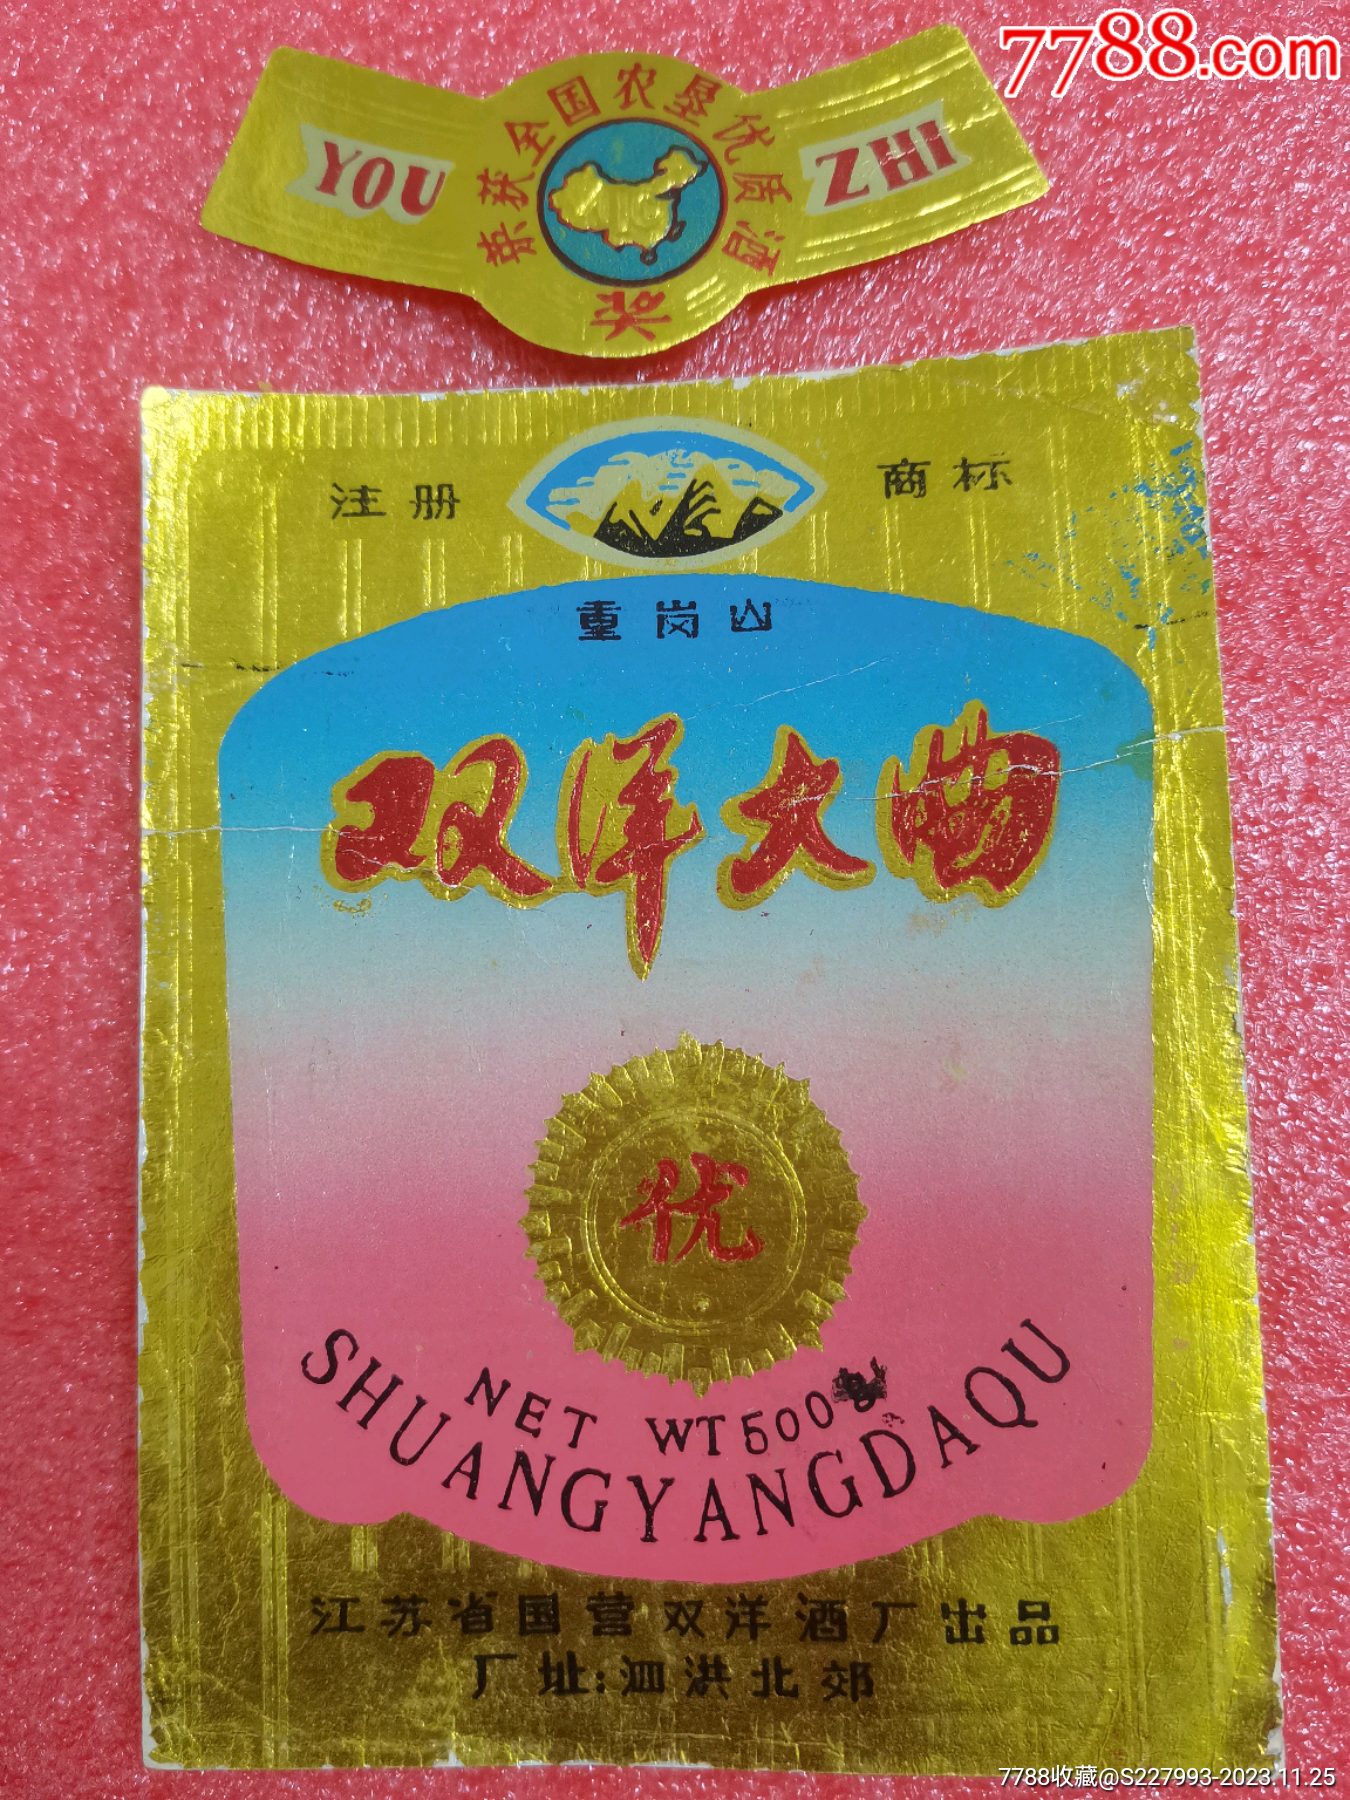 7788.com
YOU
荣获全国农垦优质酒
ZHI
奖
注册
商标
重岗山
双洋大曲
优
NET WT500
SHUANGYANGDAQU
江苏省国营双洋酒厂出品
厂址:泗洪北郊
7788收藏@S227993-2023.11.25